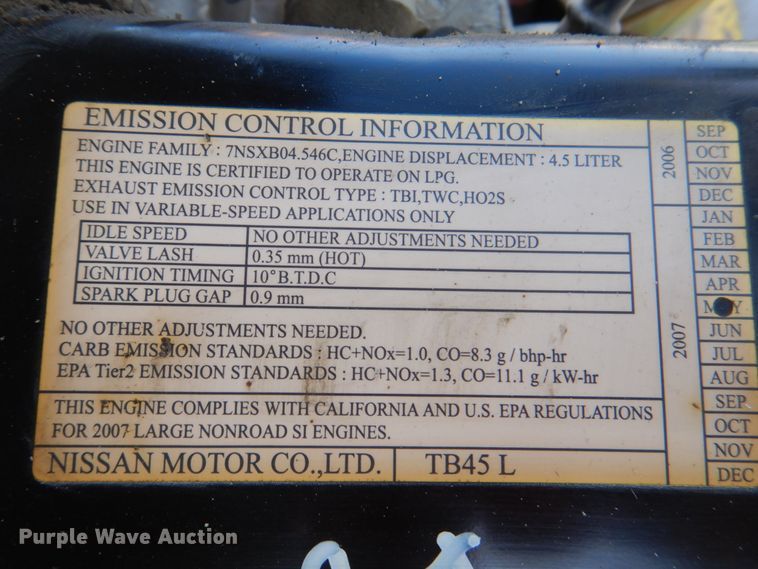 EMISSION CONTROL INFORMATION
ENGINE FAMILY : 7NSXB04.546C,ENGINE DISPLACEMENT : 4.5 LITER
THIS ENGINE IS CERTIFIED TO OPERATE ON LPG.
EXHAUST EMISSION CONTROL TYPE : TBI,TWC,HO2S
USE IN VARIABLE-SPEED APPLICATIONS ONLY
IDLE SPEED NO OTHER ADJUSTMENTS NEEDED
VALVE LASH 0.35 mm (HOT)
IGNITION TIMING 10° B.T.D.C
SPARK PLUG GAP 0.9 mm
NO OTHER ADJUSTMENTS NEEDED.
CARB EMISSION STANDARDS : HC+NOx=1.0, CO=8.3 g / bhp-hr
EPA Tier2 EMISSION STANDARDS : HC+NOx=1.3, CO=11.1 g / kW-hr
THIS ENGINE COMPLIES WITH CALIFORNIA AND U.S. EPA REGULATIONS
FOR 2007 LARGE NONROAD SI ENGINES.
NISSAN MOTOR CO.,LTD. TB45 L
2006
SEP
OCT
NOV
DEC
2007
JAN
FEB
MAR
APR
MAY
JUN
JUL
AUG
SEP
OCT
NOV
DEC
Purple Wave Auction